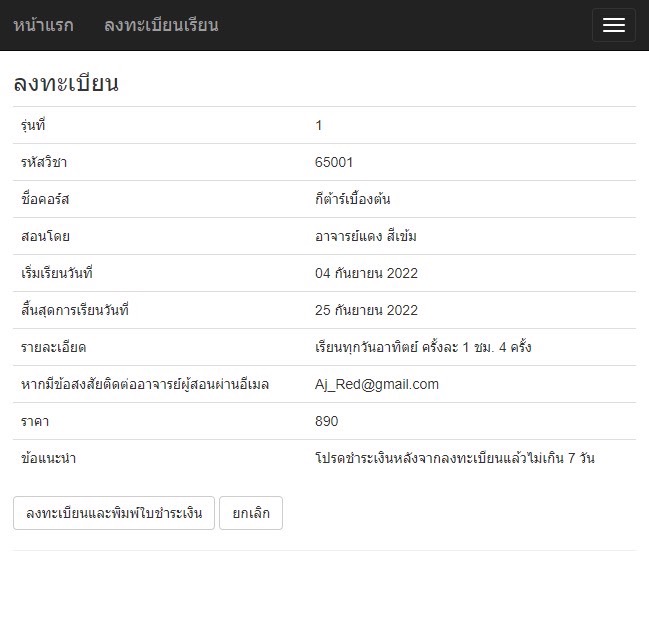 หน้าแรก ลงทะเบียนเรียน
ลงทะเบียน
รุ่นที่ 1
รหัสวิชา 65001
ชื่อคอร์ส กีต้าร์เบื้องต้น
สอนโดย อาจารย์แดง สีเข้ม
เริ่มเรียนวันที่ 04 กันยายน 2022
สิ้นสุดการเรียนวันที่ 25 กันยายน 2022
รายละเอียด เรียนทุกวันอาทิตย์ ครั้งละ 1 ชม. 4 ครั้ง
หากมีข้อสงสัยติดต่ออาจารย์ผู้สอนผ่านอีเมล Aj_Red@gmail.com
ราคา 890
ข้อแนะนำ โปรดชำระเงินหลังจากลงทะเบียนแล้วไม่เกิน 7 วัน
ลงทะเบียนและพิมพ์ใบชำระเงิน ยกเลิก